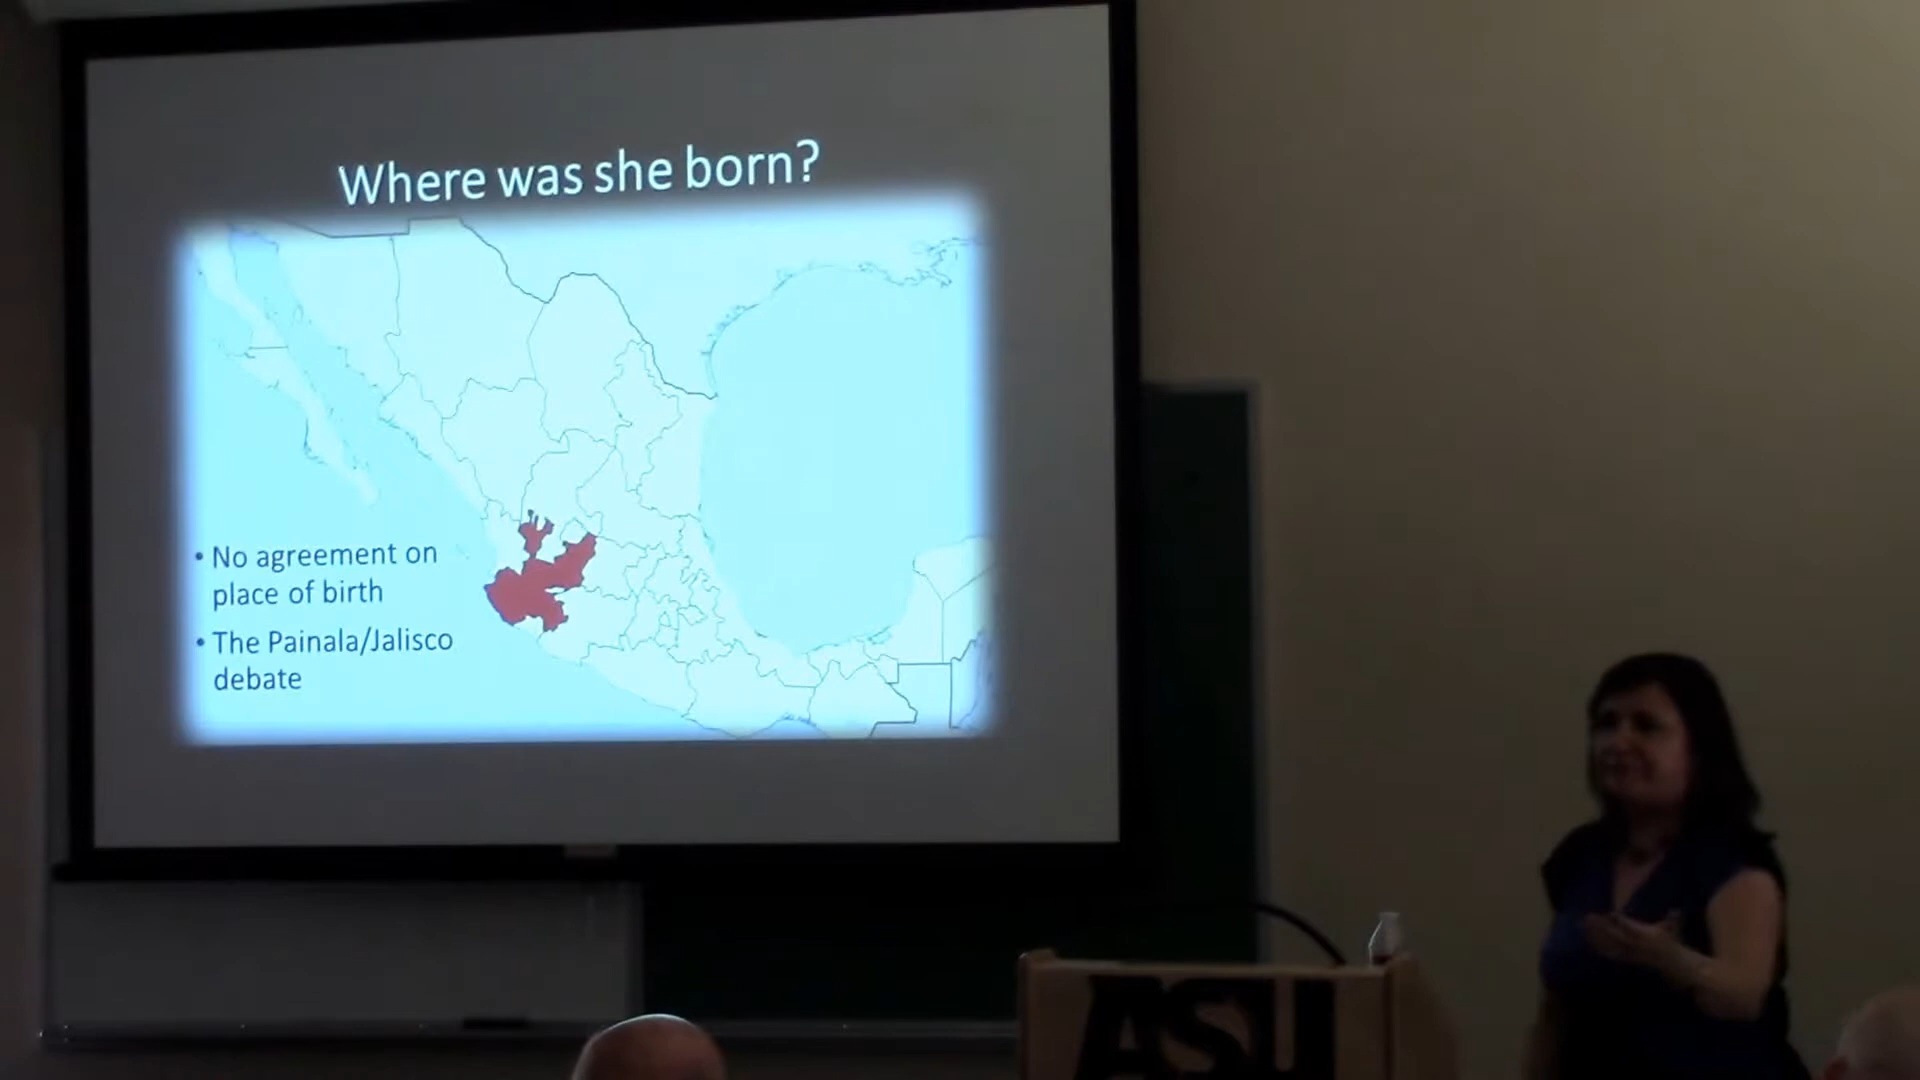 Where was she born?
• No agreement on
place of birth
• The Painala/Jalisco
debate
ASU